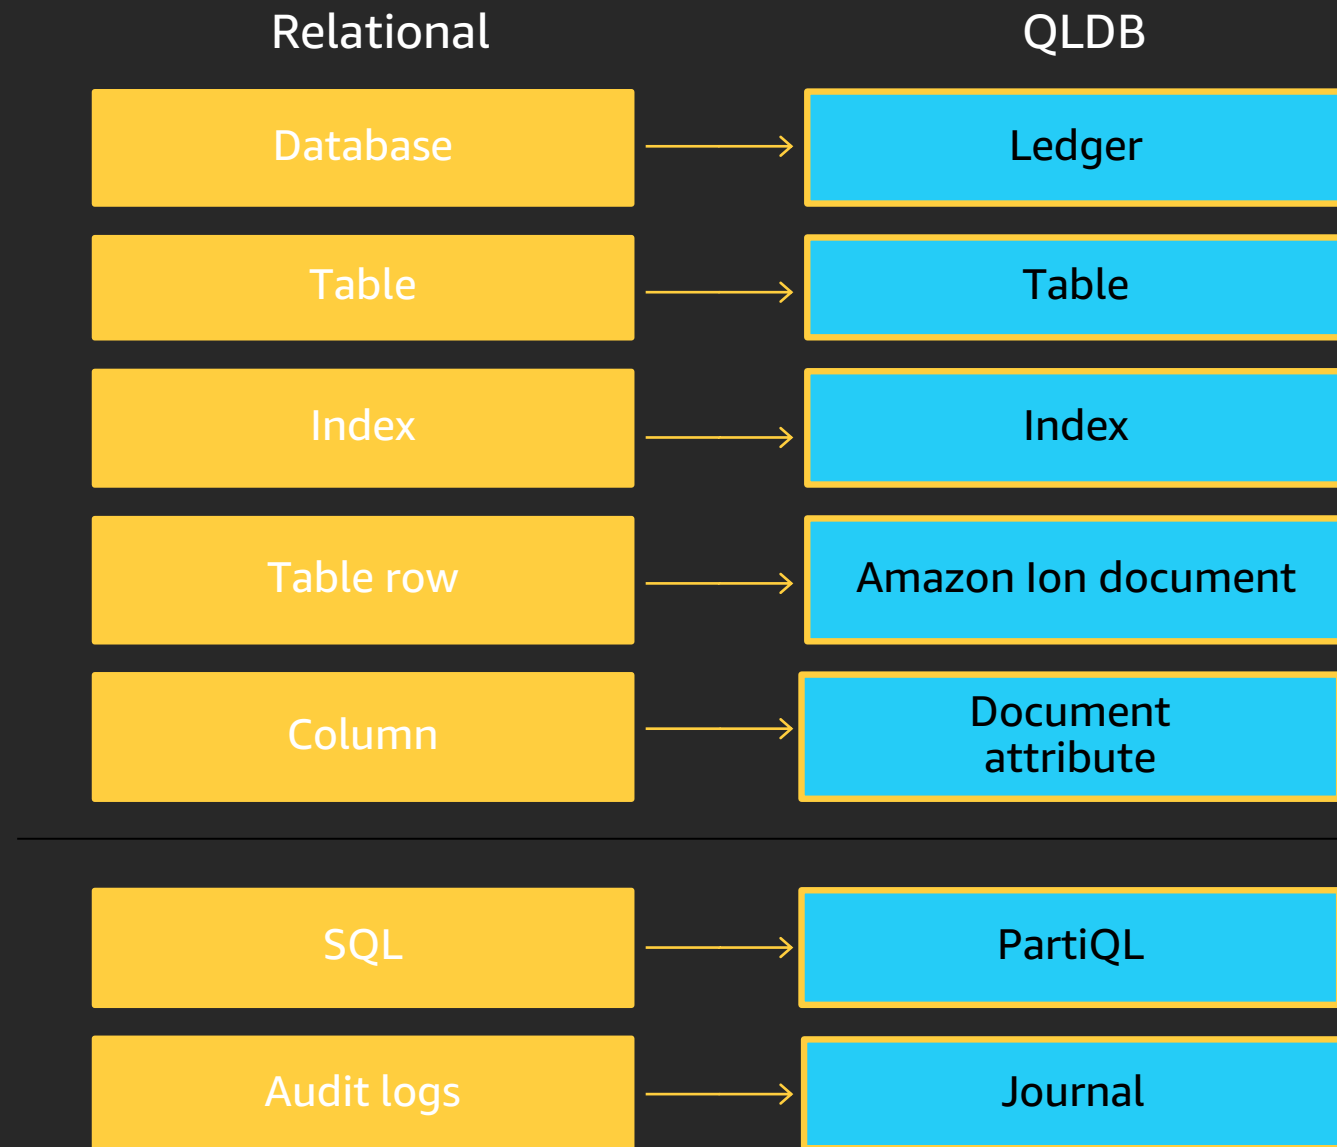 Relational
QLDB
Database
Ledger
Table
Table
Index
Index
Table row
Amazon Ion document
Column
Document
attribute
SQL
PartiQL
Audit logs
Journal